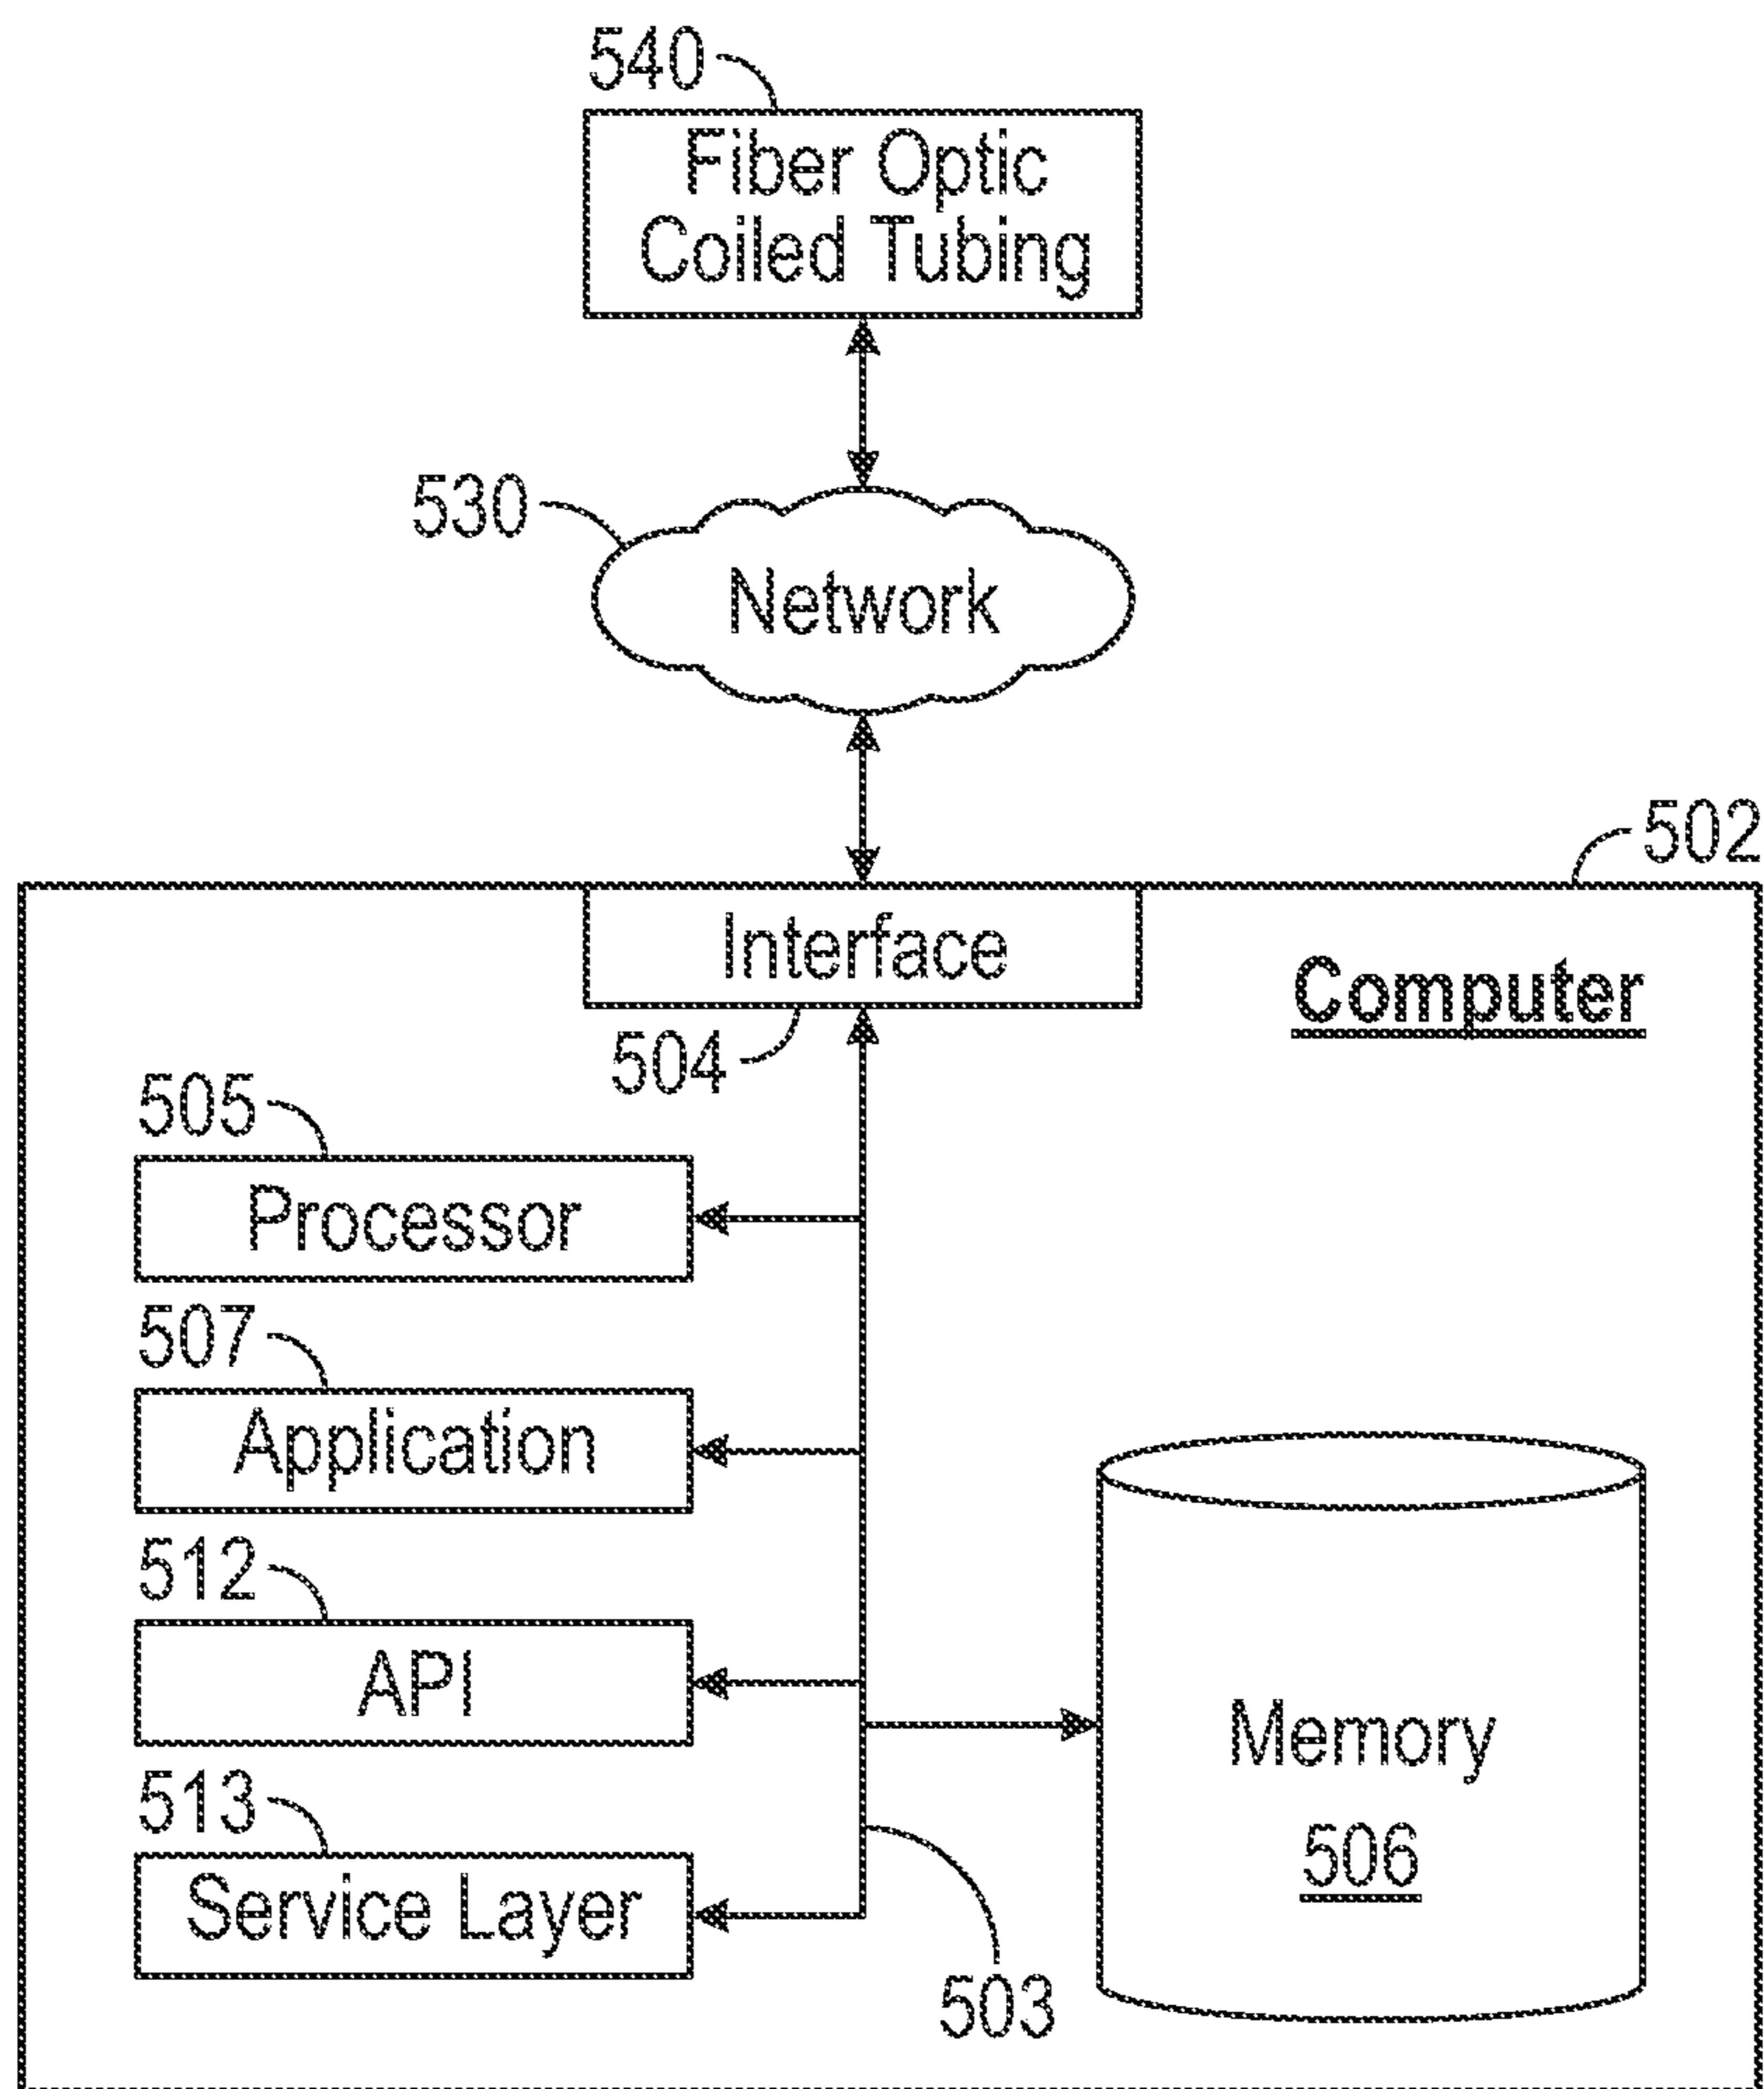 540
Fiber Optic
Coiled Tubing
530
Network
502
Interface
Computer
504
505
Processor
507
Application
512
API
Memory
506
513
Service Layer
503